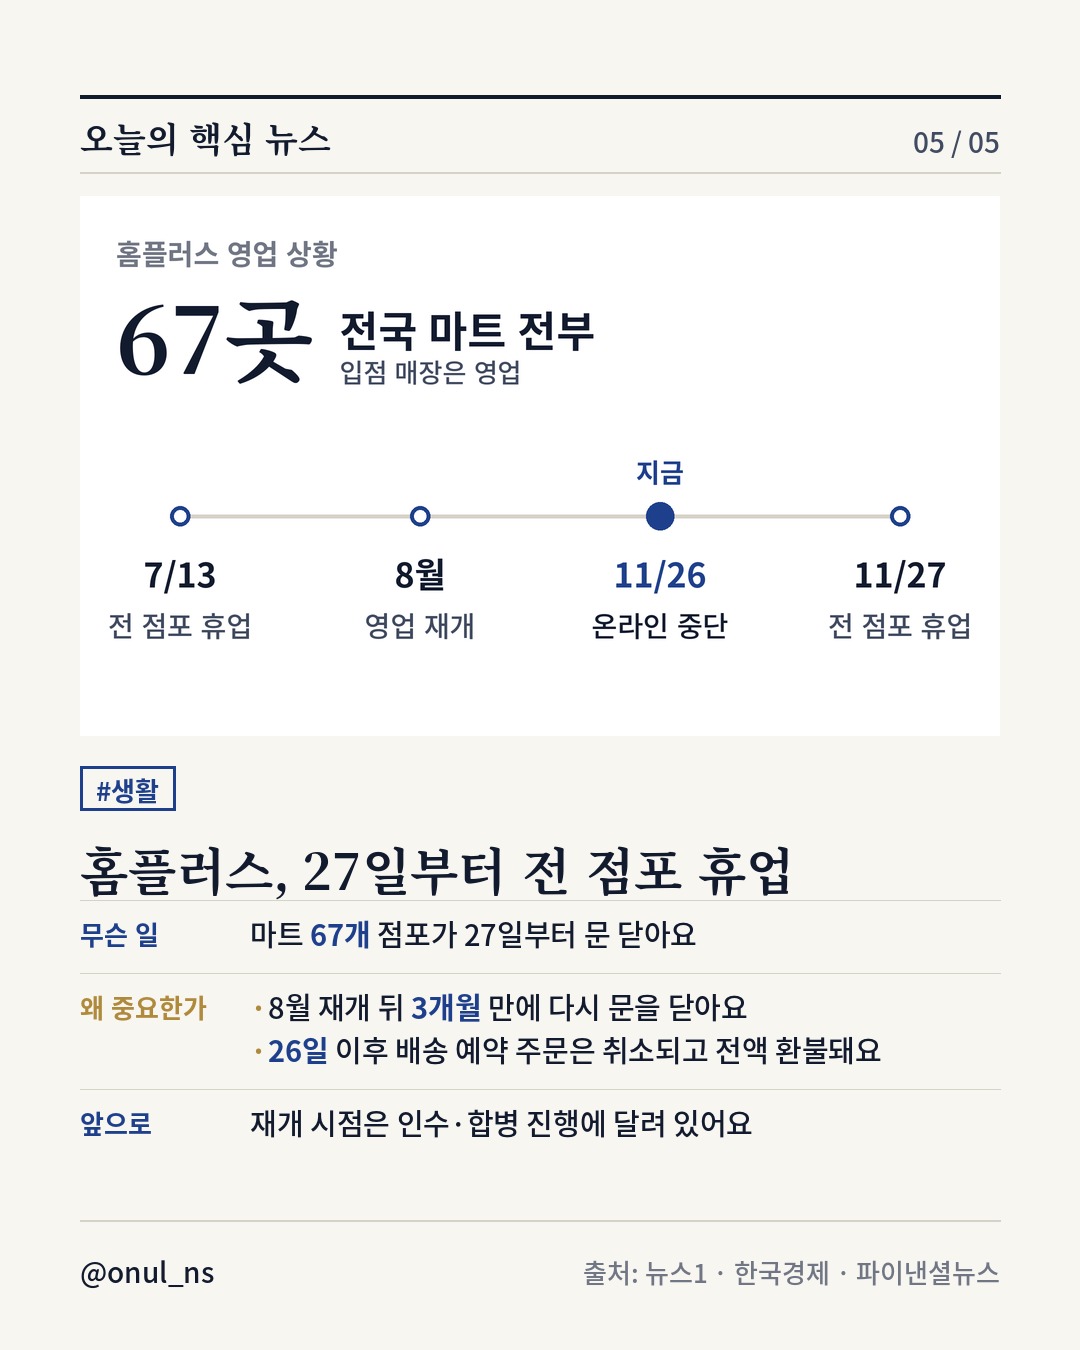 오늘의 핵심 뉴스
05 / 05
홈플러스 영업 상황
67곳
전국 마트 전부
입점 매장은 영업
지금
7/13
8월
11/26
11/27
전 점포 휴업
영업 재개
온라인 중단
전 점포 휴업
#생활
홈플러스, 27일부터 전 점포 휴업
무슨 일
마트 67개 점포가 27일부터 문 닫아요
왜 중요한가
·8월 재개 뒤 3개월 만에 다시 문을 닫아요
·26일 이후 배송 예약 주문은 취소되고 전액 환불돼요
앞으로
재개 시점은 인수·합병 진행에 달려 있어요
@onul_ns
출처: 뉴스1 · 한국경제 · 파이낸셜뉴스